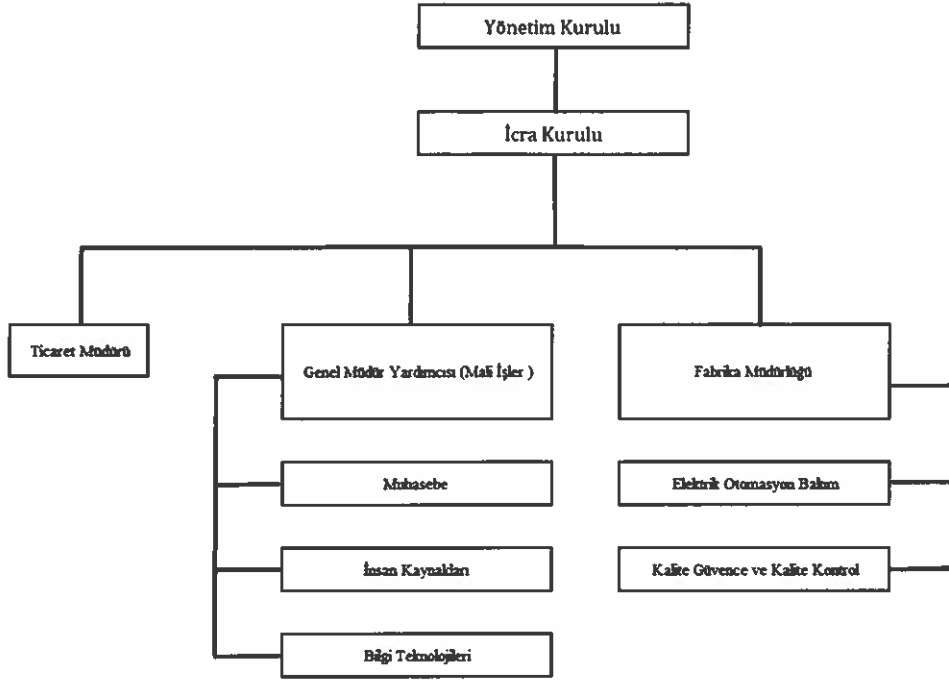 Yönetim Kurulu
İcra Kurulu
Ticaret Müdürü
Genel Müdür Yardımcısı (Mali İşler )
Fabrika Müdürlüğü
Muhasebe
Elektrik Otomasyon Bakım
İnsan Kaynakları
Kalite Güvence ve Kalite Kontrol
Bilgi Teknolojileri